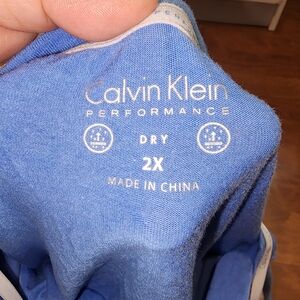 Calvin Klein
PERFORMANCE
DRY
2X
MADE IN CHINA